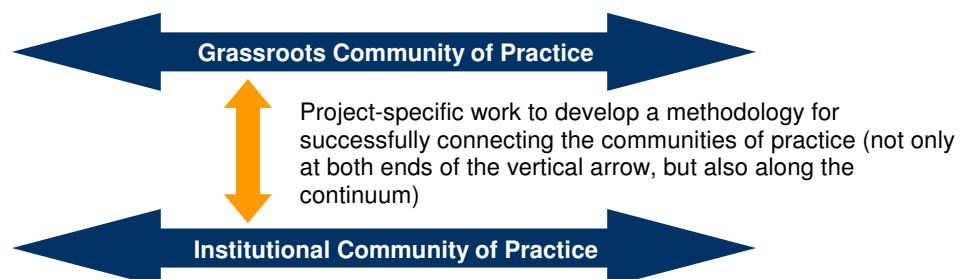 Grassroots Community of Practice
Project-specific work to develop a methodology for
successfully connecting the communities of practice (not only
at both ends of the vertical arrow, but also along the
continuum)
Institutional Community of Practice